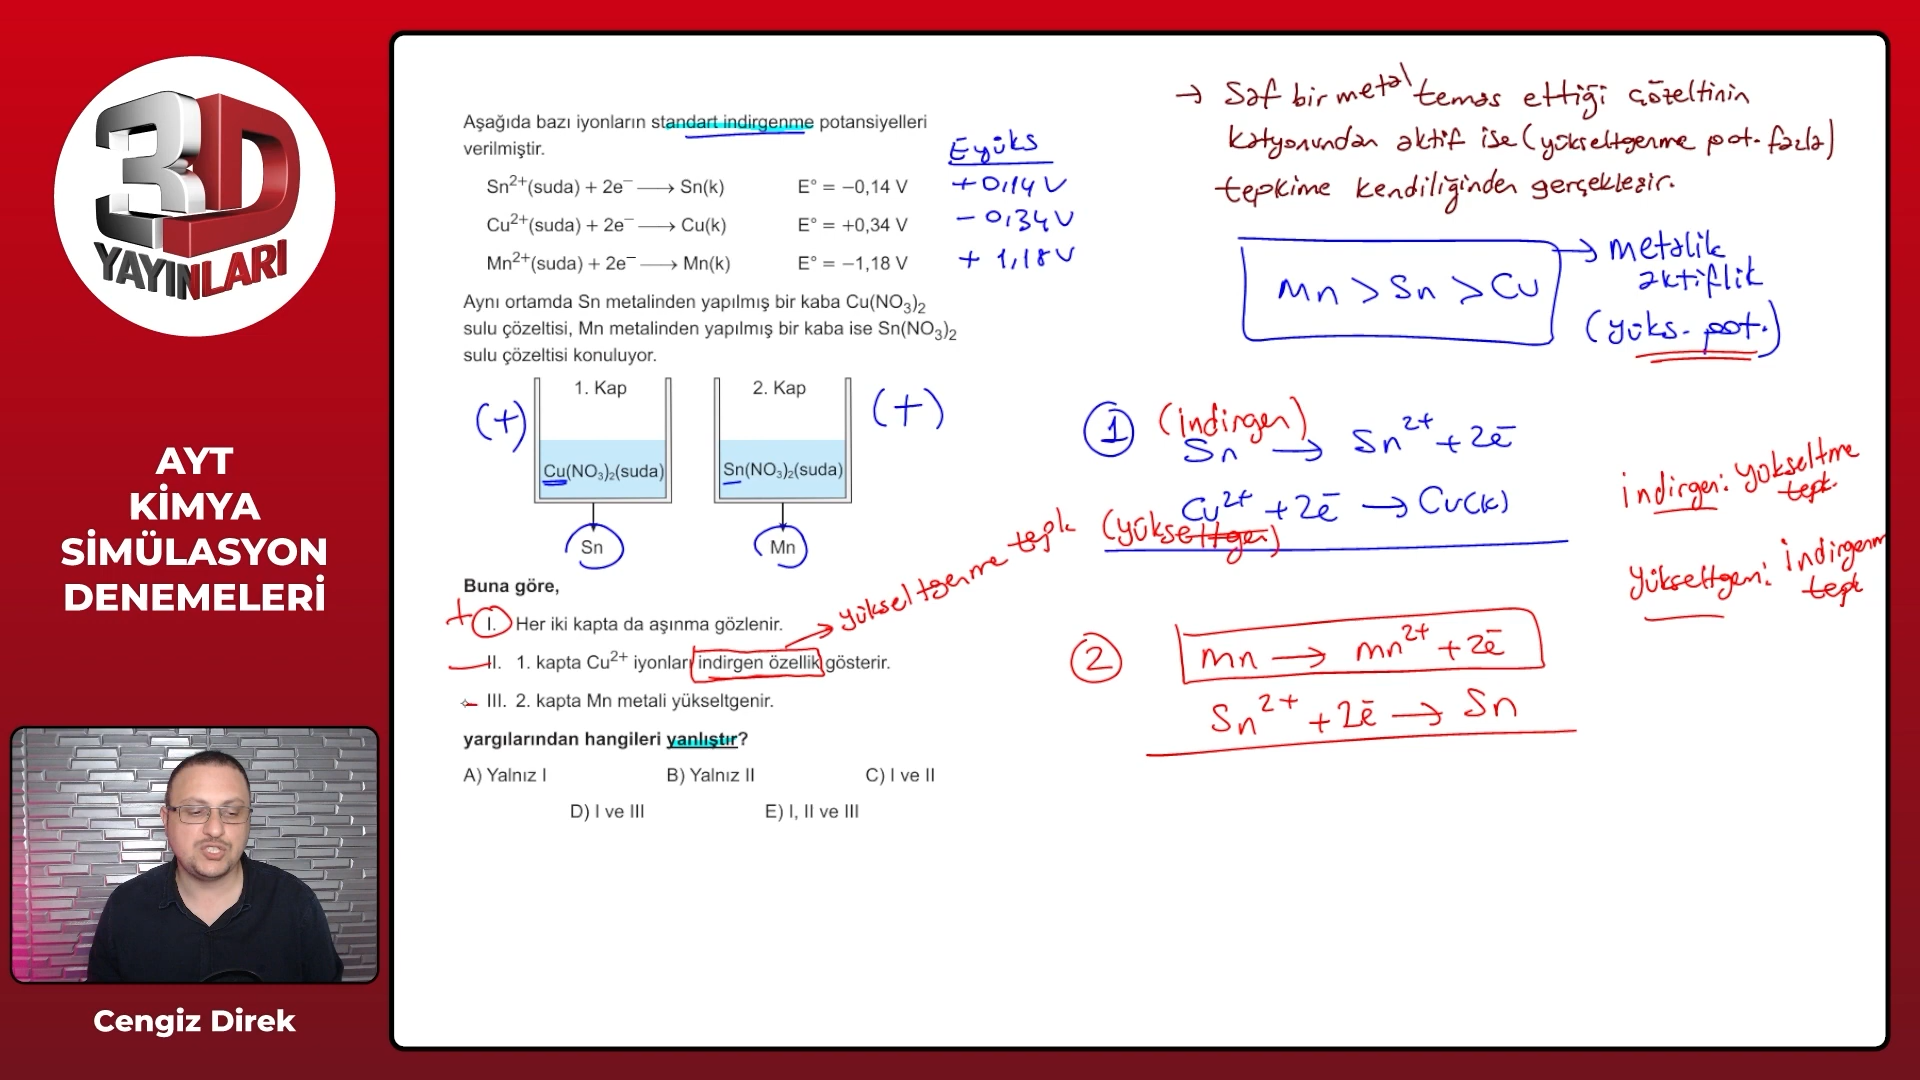 3D
YAYINLARI
AYT
KİMYA
SİMÜLASYON
DENEMELERİ
Cengiz Direk
Aşağıda bazı iyonların standart indirgenme potansiyelleri
verilmiştir.
Sn²⁺(suda) + 2e⁻ ⟶ Sn(k) E° = −0,14 V
Cu²⁺(suda) + 2e⁻ ⟶ Cu(k) E° = +0,34 V
Mn²⁺(suda) + 2e⁻ ⟶ Mn(k) E° = −1,18 V
Eyüks
+0,14 V
−0,34 V
+1,18 V
Aynı ortamda Sn metalinden yapılmış bir kaba Cu(NO₃)₂
sulu çözeltisi, Mn metalinden yapılmış bir kaba ise Sn(NO₃)₂
sulu çözeltisi konuluyor.
(+) 1. Kap 2. Kap (+)
Cu(NO₃)₂(suda) Sn(NO₃)₂(suda)
Sn Mn
Buna göre,
+ I. Her iki kapta da aşınma gözlenir.
II. 1. kapta Cu²⁺ iyonları indirgen özellik gösterir.
→ yükseltgenme tepk
III. 2. kapta Mn metali yükseltgenir.
yargılarından hangileri yanlıştır?
A) Yalnız I B) Yalnız II C) I ve II
D) I ve III E) I, II ve III
→ Saf bir metal temas ettiği çözeltinin
katyonundan aktif ise (yükseltgenme pot. fazla)
tepkime kendiliğinden gerçekleşir.
Mn > Sn > Cu → metalik
aktiflik
(yüks. pot.)
① (indirgen)
Sn → Sn²⁺ + 2e⁻
Cu²⁺ + 2e⁻ → Cu(k)
(yükseltgen)
indirgen: yükseltme
tepk.
yükseltgen: indirgenm
tepk
② Mn → Mn²⁺ + 2e⁻
Sn²⁺ + 2e⁻ → Sn